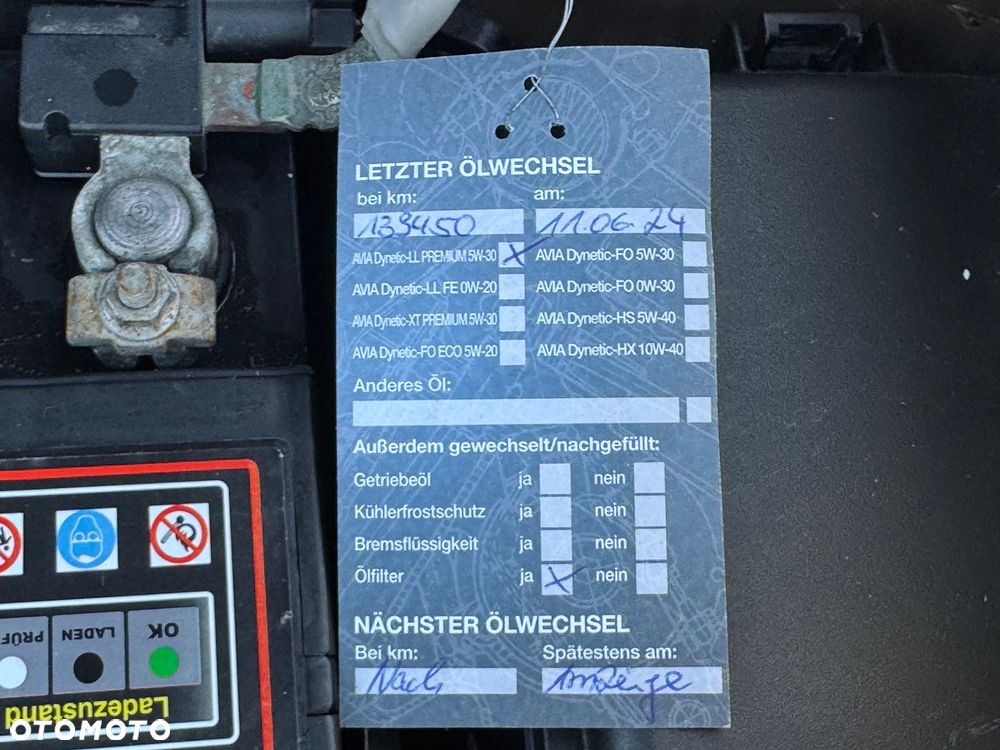 LETZTER ÖLWECHSEL
bei km: am:
139450 11.06.24
AVIA Dynetic-LL PREMIUM 5W-30 X AVIA Dynetic-FO 5W-30
AVIA Dynetic-LL FE 0W-20 AVIA Dynetic-FO 0W-30
AVIA Dynetic-XT PREMIUM 5W-30 AVIA Dynetic-HS 5W-40
AVIA Dynetic-FO ECO 5W-20 AVIA Dynetic-HX 10W-40
Anderes Öl:
Außerdem gewechselt/nachgefüllt:
Getriebeöl ja nein
Kühlerfrostschutz ja nein
Bremsflüssigkeit ja nein
Ölfilter ja X nein
NÄCHSTER ÖLWECHSEL
Bei km: Spätestens am:
Nach Anzeige
Ladezustand
OK LADEN PRÜF
OTOMOTO